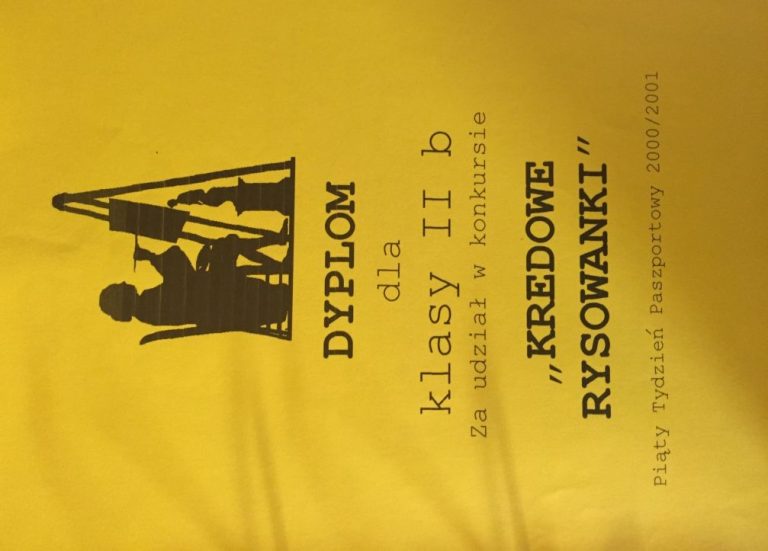 DYPLOM
dla
klasy II b
Za udział w konkursie
„KREDOWE
RYSOWANKI”
Piąty Tydzień Paszportowy 2000/2001